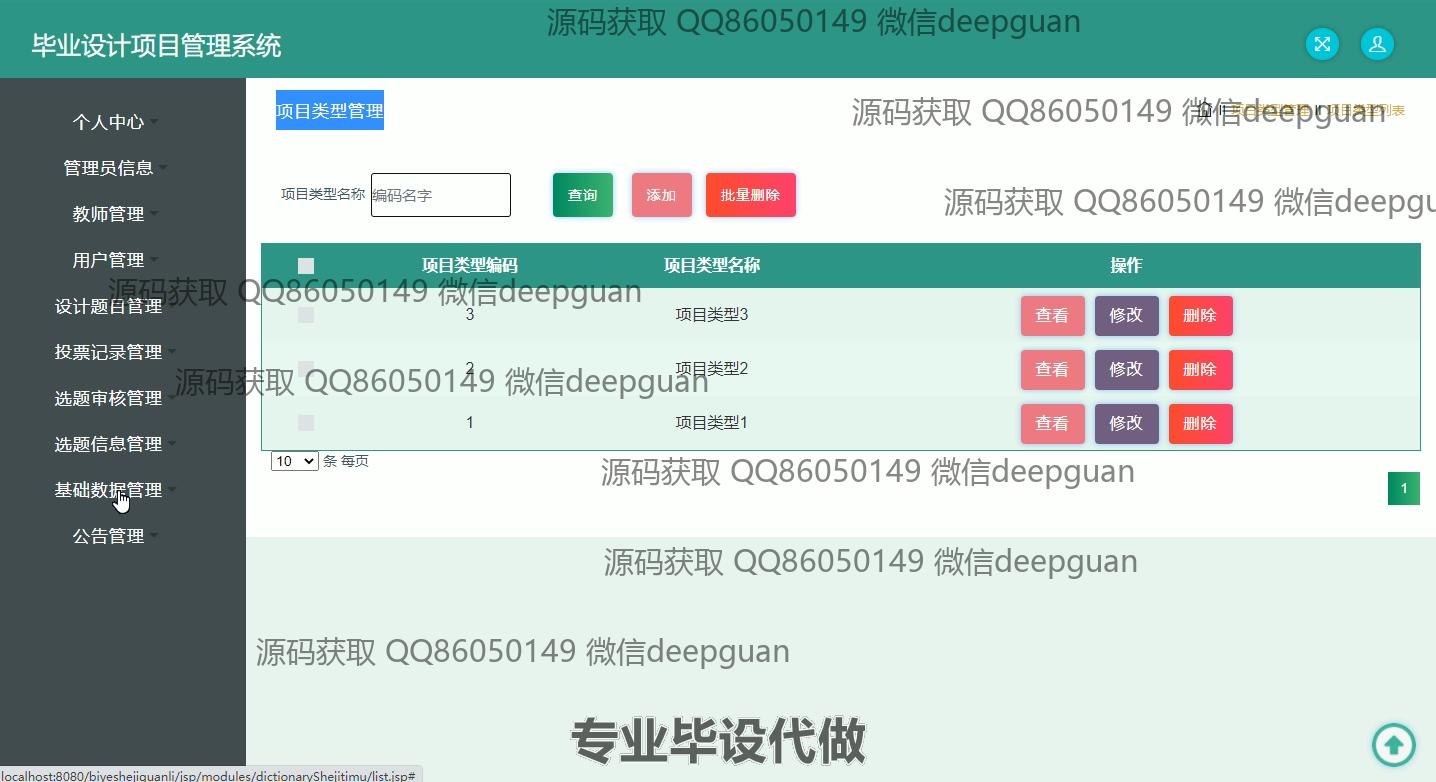 源码获取 QQ86050149 微信deepguan
毕业设计项目管理系统
项目类型管理
项目类型管理 // 项目类型列表
源码获取 QQ86050149 微信deepguan
个人中心
管理员信息
教师管理
用户管理
设计题目管理
投票记录管理
选题审核管理
选题信息管理
基础数据管理
公告管理
项目类型名称 编码名字 查询 添加 批量删除
源码获取 QQ86050149 微信deepgu
项目类型编码 项目类型名称 操作
源码获取 QQ86050149 微信deepguan
3 项目类型3 查看 修改 删除
2 项目类型2 查看 修改 删除
源码获取 QQ86050149 微信deepguan
1 项目类型1 查看 修改 删除
10 条 每页
源码获取 QQ86050149 微信deepguan
1
源码获取 QQ86050149 微信deepguan
源码获取 QQ86050149 微信deepguan
专业毕设代做
localhost:8080/biyeshejiguanli/jsp/modules/dictionaryShejitimu/list.jsp#